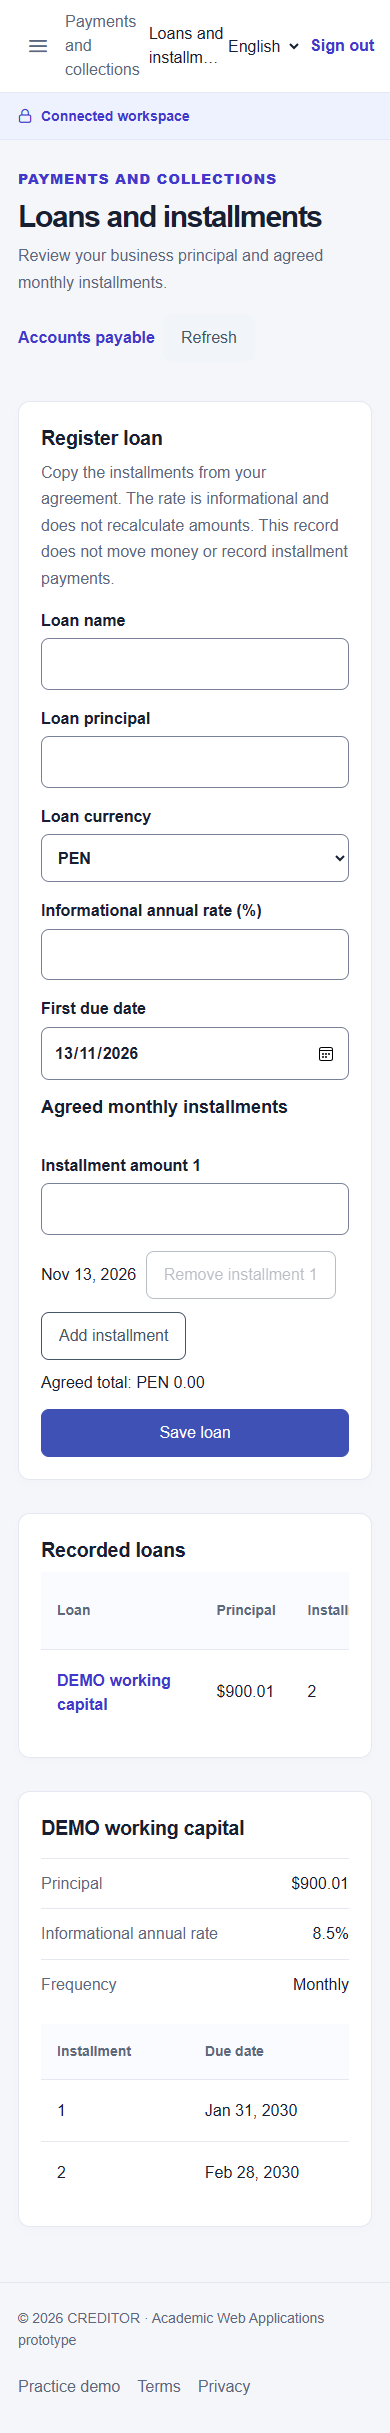 Payments
and
collections
Loans and
installm...
English
Sign out
Connected workspace
PAYMENTS AND COLLECTIONS
Loans and installments
Review your business principal and agreed
monthly installments.
Accounts payable
Refresh
Register loan
Copy the installments from your
agreement. The rate is informational and
does not recalculate amounts. This record
does not move money or record installment
payments.
Loan name
Loan principal
Loan currency
PEN
Informational annual rate (%)
First due date
13/11/2026
Agreed monthly installments
Installment amount 1
Nov 13, 2026
Remove installment 1
Add installment
Agreed total: PEN 0.00
Save loan
Recorded loans
Loan Principal Install
DEMO working
capital
$900.01 2
DEMO working capital
Principal $900.01
Informational annual rate 8.5%
Frequency Monthly
Installment Due date
1 Jan 31, 2030
2 Feb 28, 2030
© 2026 CREDITOR · Academic Web Applications
prototype
Practice demo Terms Privacy